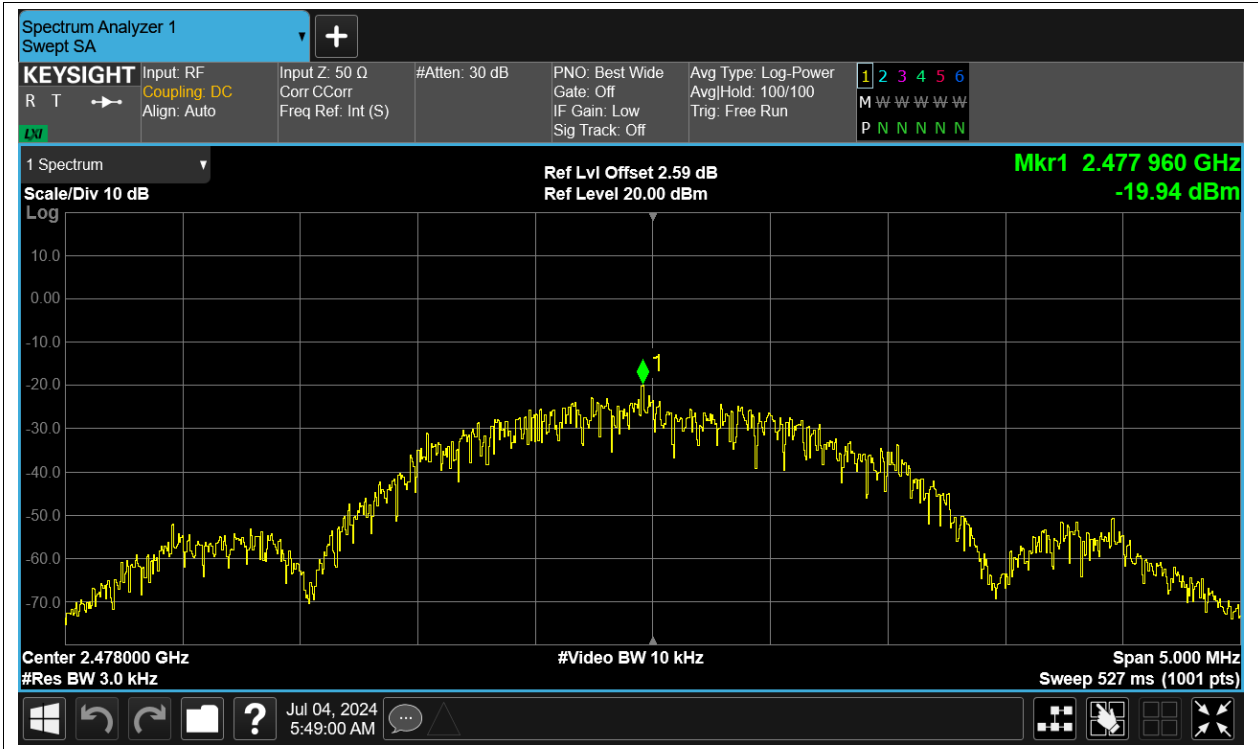 Spectrum Analyzer 1
Swept SA
+
KEYSIGHT
R T
LXI
Input: RF
Coupling: DC
Align: Auto
Input Z: 50 Ω
Corr CCorr
Freq Ref: Int (S)
#Atten: 30 dB
PNO: Best Wide
Gate: Off
IF Gain: Low
Sig Track: Off
Avg Type: Log-Power
Avg|Hold: 100/100
Trig: Free Run
1 2 3 4 5 6
M W W W W W
P N N N N N
1 Spectrum
Scale/Div 10 dB
Ref Lvl Offset 2.59 dB
Ref Level 20.00 dBm
Mkr1 2.477 960 GHz
-19.94 dBm
Log
10.0
0.00
-10.0
-20.0
-30.0
-40.0
-50.0
-60.0
-70.0
1
Center 2.478000 GHz
#Video BW 10 kHz
Span 5.000 MHz
#Res BW 3.0 kHz
Sweep 527 ms (1001 pts)
?
Jul 04, 2024
5:49:00 AM